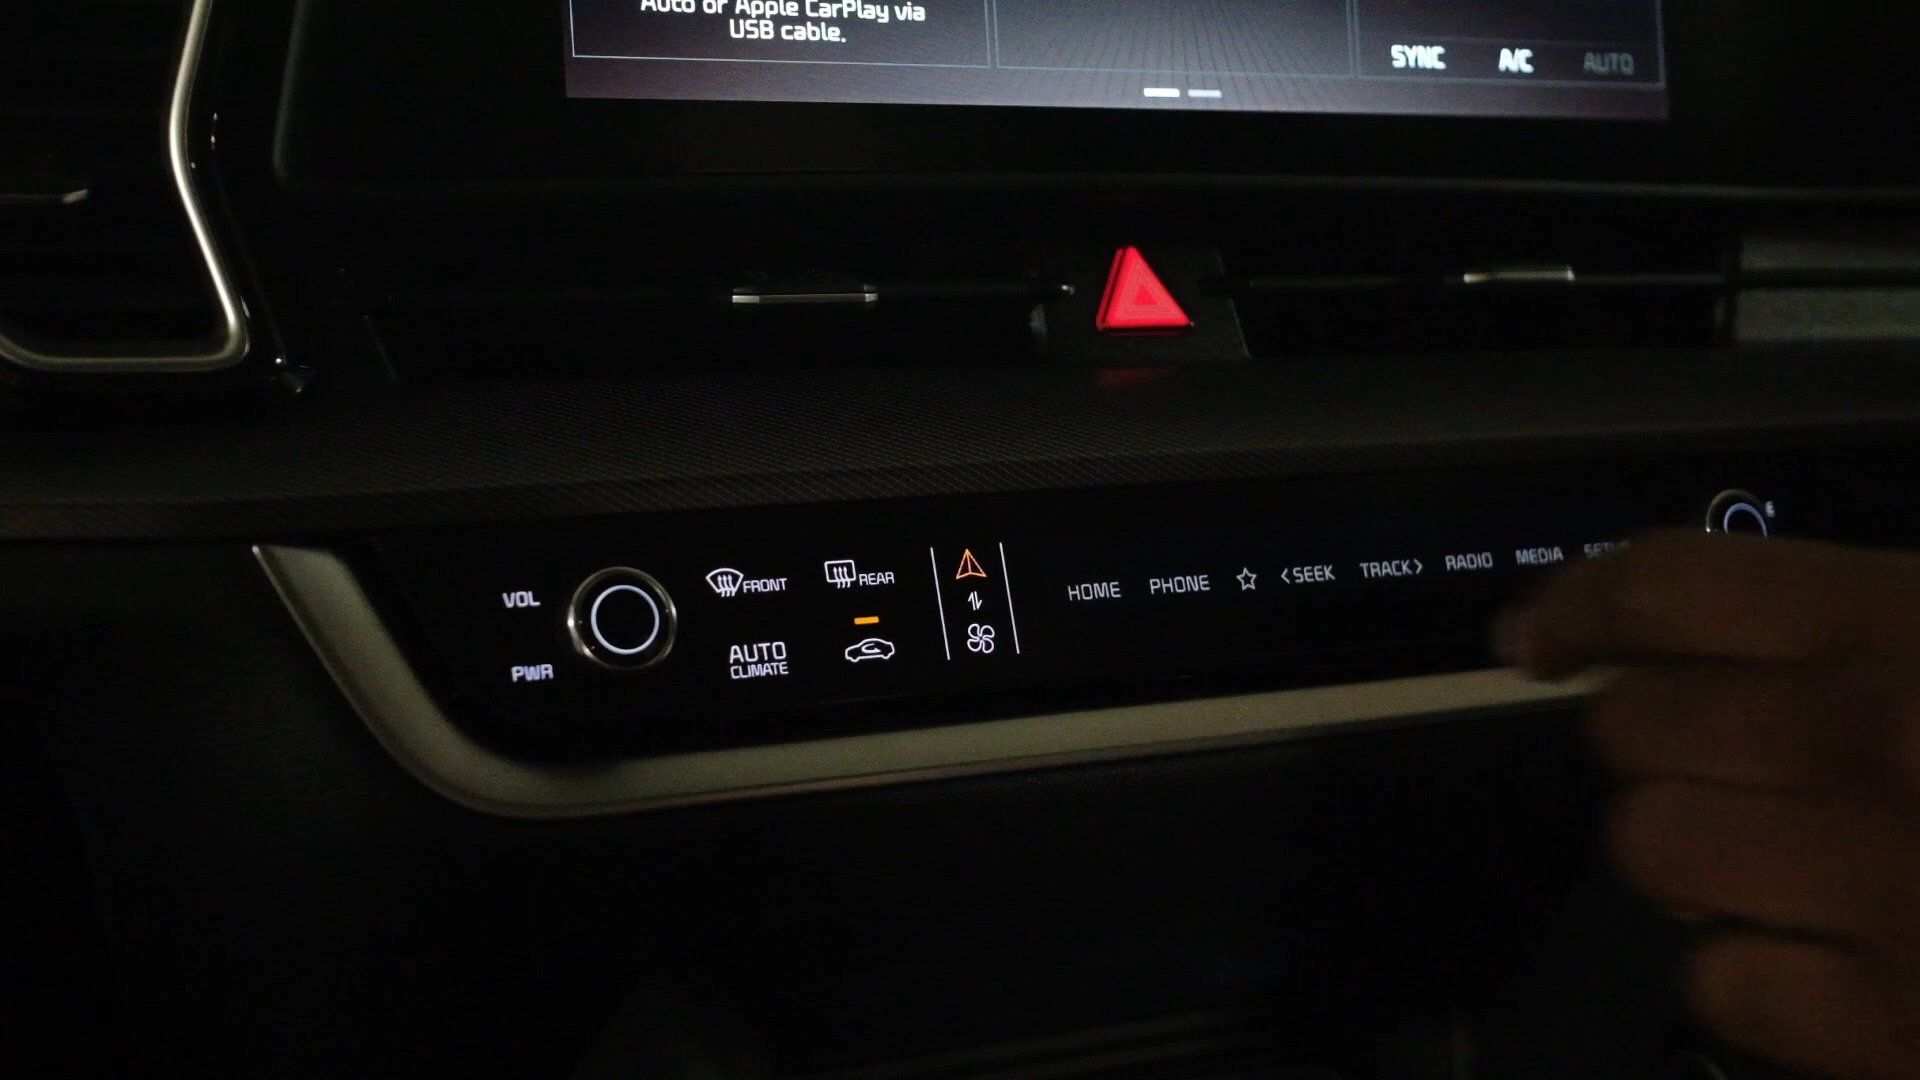 Auto or Apple CarPlay via
USB cable.
SYNC A/C AUTO
VOL
PWR
FRONT
REAR
AUTO
CLIMATE
HOME PHONE <SEEK TRACK> RADIO MEDIA SETUP